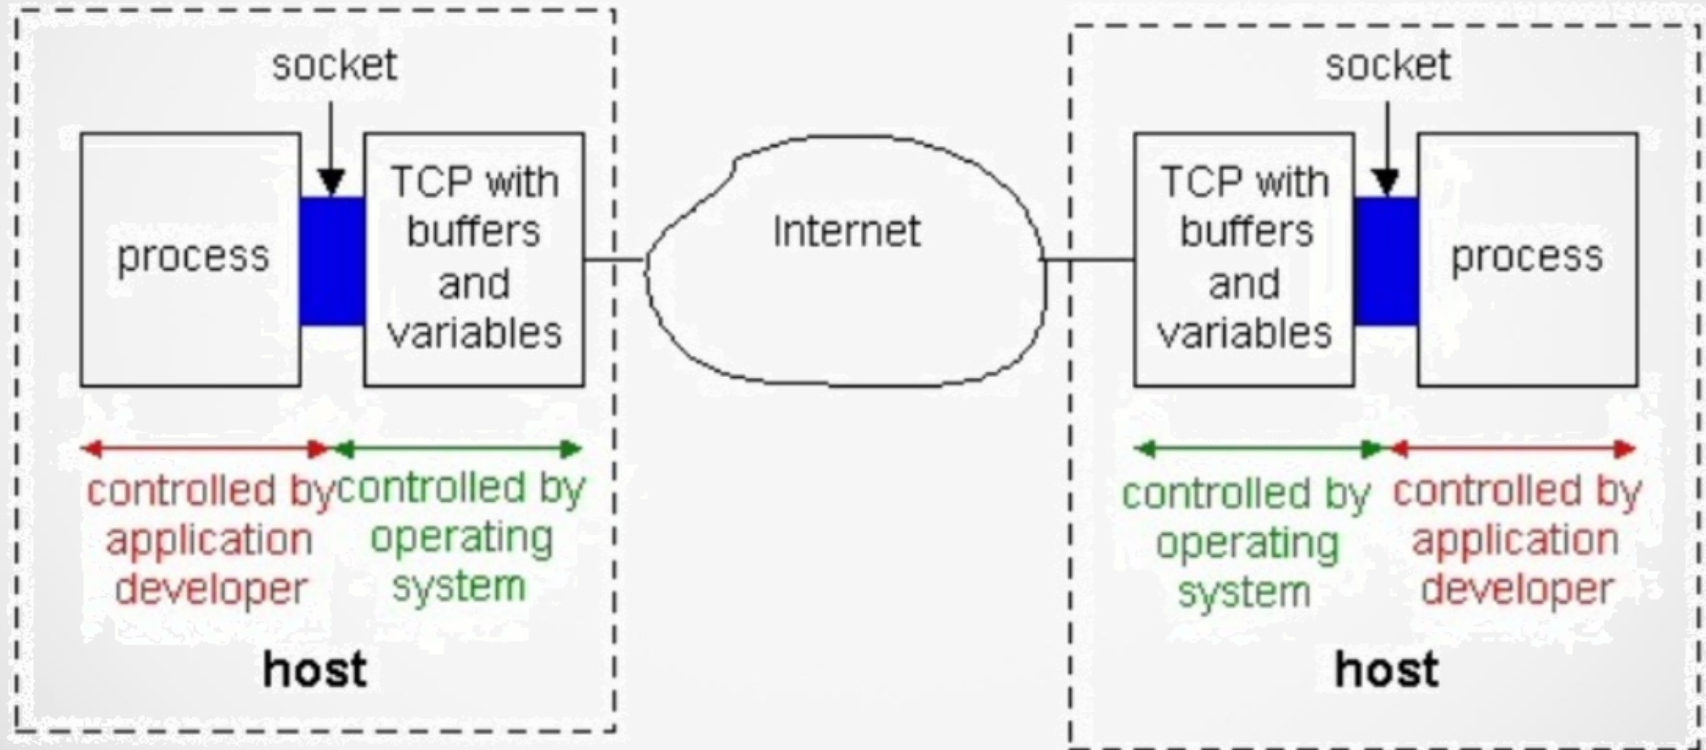 socket
process
TCP with
buffers
and
variables
controlled by
application
developer
controlled by
operating
system
host
Internet
socket
TCP with
buffers
and
variables
process
controlled by
operating
system
controlled by
application
developer
host